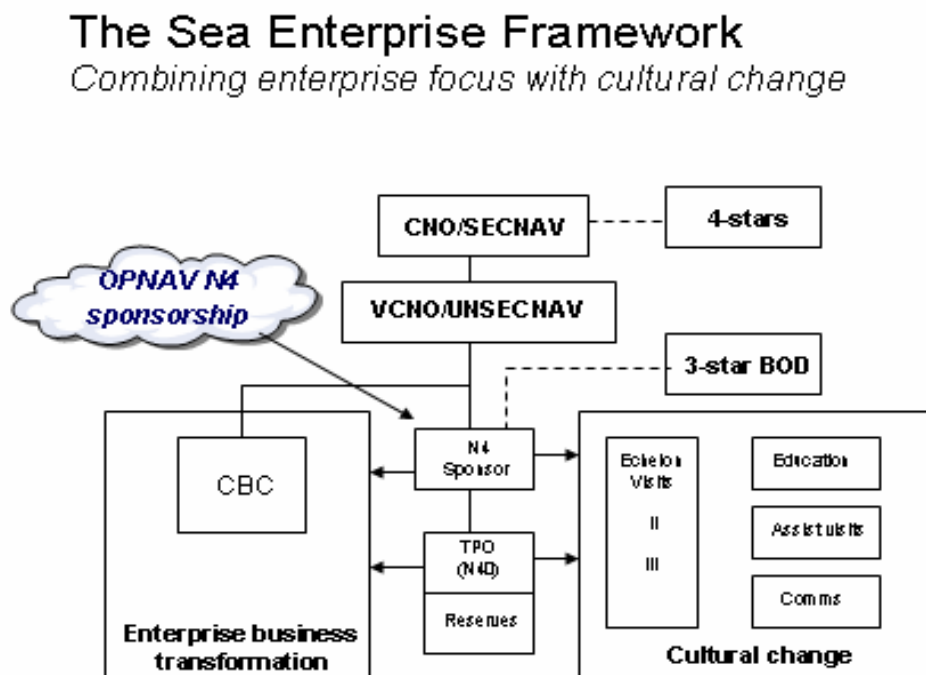 The Sea Enterprise Framework
Combining enterprise focus with cultural change
CNO/SECNAV
4-stars
OPNAV N4
sponsorship
VCNO/UNSECNAV
3-star BOD
CBC
N4
Sponsor
Echelon
Visits
II
III
Education
Assist visits
TPO
(N4D)
Reserves
Comms
Enterprise business
transformation
Cultural change